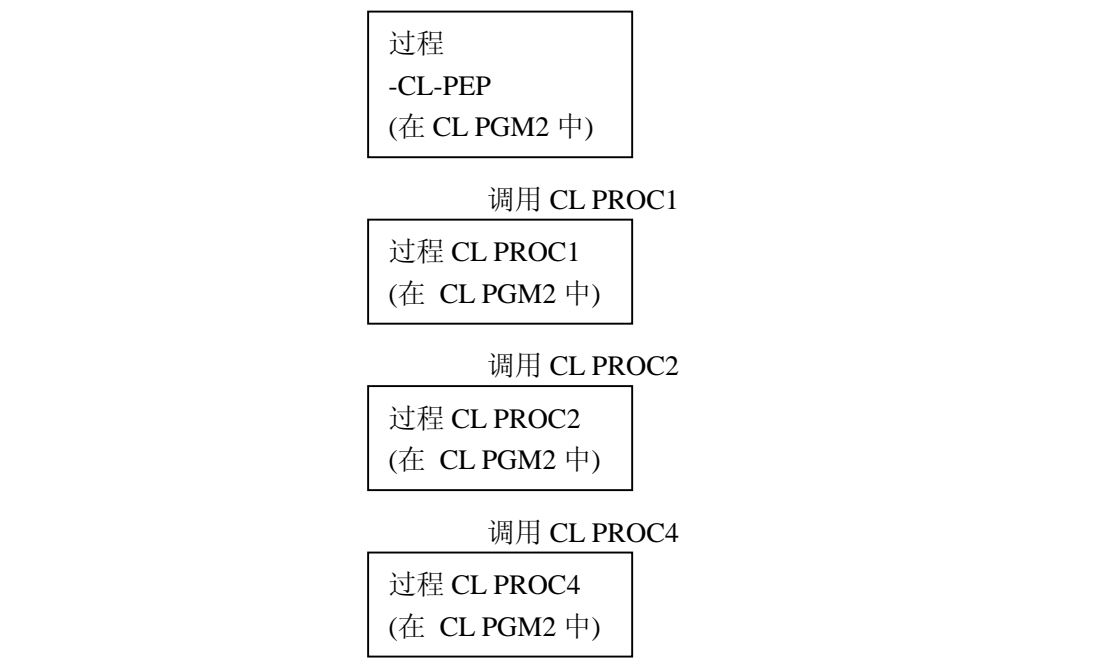 过程
-CL-PEP
(在 CL PGM2 中)
调用 CL PROC1
过程 CL PROC1
(在 CL PGM2 中)
调用 CL PROC2
过程 CL PROC2
(在 CL PGM2 中)
调用 CL PROC4
过程 CL PROC4
(在 CL PGM2 中)